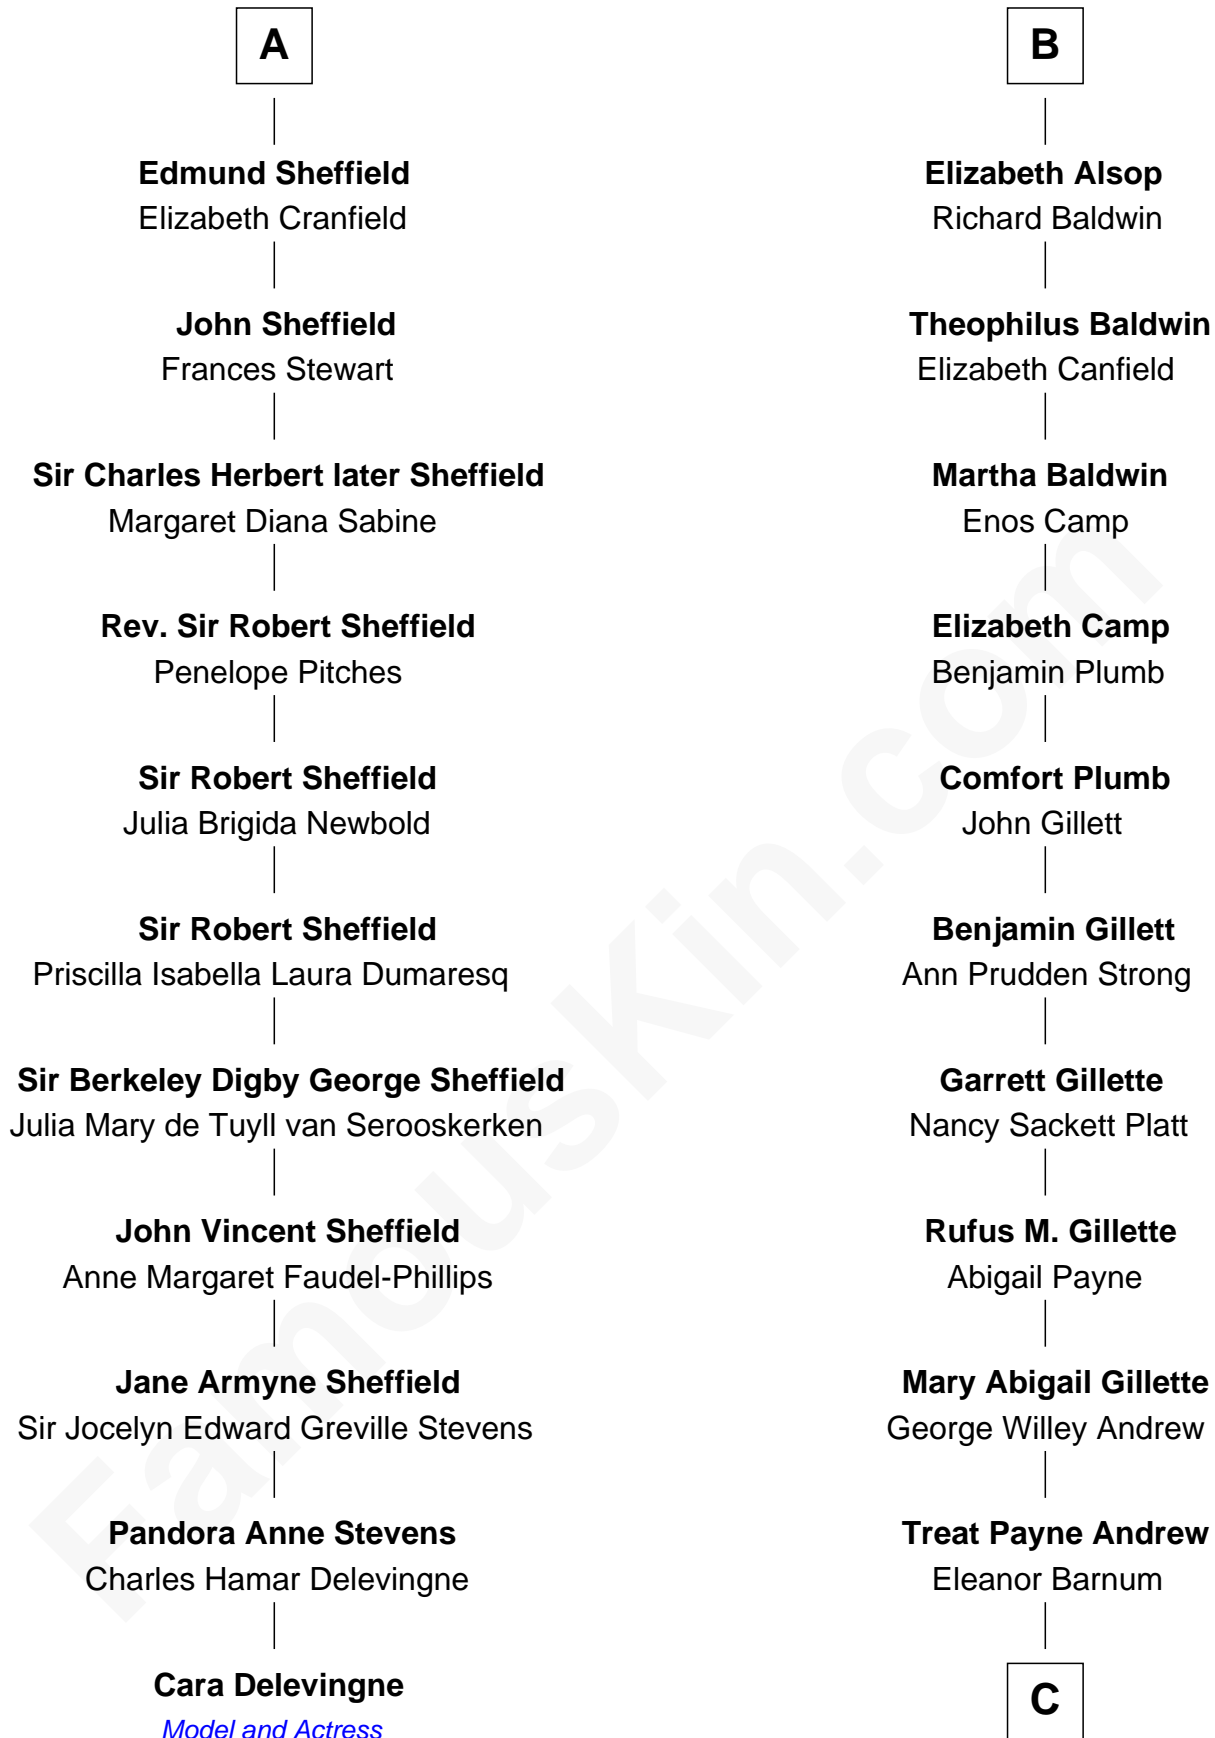 A
Edmund Sheffield
Elizabeth Cranfield
John Sheffield
Frances Stewart
Sir Charles Herbert later Sheffield
Margaret Diana Sabine
Rev. Sir Robert Sheffield
Penelope Pitches
Sir Robert Sheffield
Julia Brigida Newbold
Sir Robert Sheffield
Priscilla Isabella Laura Dumaresq
Sir Berkeley Digby George Sheffield
Julia Mary de Tuyll van Serooskerken
John Vincent Sheffield
Anne Margaret Faudel-Phillips
Jane Armyne Sheffield
Sir Jocelyn Edward Greville Stevens
Pandora Anne Stevens
Charles Hamar Delevingne
Cara Delevingne
Model and Actress
B
Elizabeth Alsop
Richard Baldwin
Theophilus Baldwin
Elizabeth Canfield
Martha Baldwin
Enos Camp
Elizabeth Camp
Benjamin Plumb
Comfort Plumb
John Gillett
Benjamin Gillett
Ann Prudden Strong
Garrett Gillette
Nancy Sackett Platt
Rufus M. Gillette
Abigail Payne
Mary Abigail Gillette
George Willey Andrew
Treat Payne Andrew
Eleanor Barnum
C
FamousKin.com